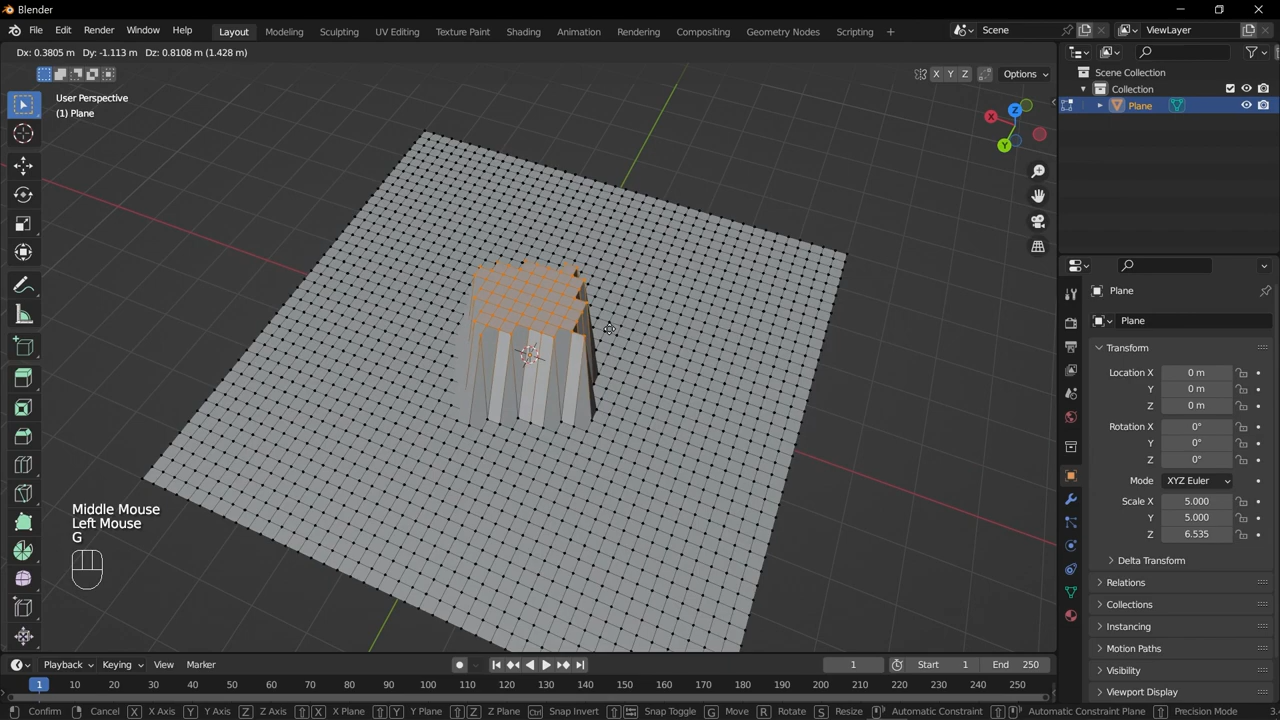 Blender
File Edit Render Window Help Layout Modeling Sculpting UV Editing Texture Paint Shading Animation Rendering Compositing Geometry Nodes Scripting + Scene ViewLayer
Dx: 0.3805 m Dy: -1.113 m Dz: 0.8108 m (1.428 m)
X Y Z Options
User Perspective
(1) Plane
Z
X
Y
Scene Collection
Collection
Plane
Plane
Plane
Transform
Location X 0 m
Y 0 m
Z 0 m
Rotation X 0°
Y 0°
Z 0°
Mode XYZ Euler
Scale X 5.000
Y 5.000
Z 6.535
Delta Transform
Relations
Collections
Instancing
Motion Paths
Visibility
Viewport Display
Middle Mouse
Left Mouse
G
Playback Keying View Marker 1 Start 1 End 250
1 10 20 30 40 50 60 70 80 90 100 110 120 130 140 150 160 170 180 190 200 210 220 230 240 250
Confirm Cancel X X Axis Y Y Axis Z Z Axis X X Plane Y Y Plane Z Z Plane Ctrl Snap Invert Snap Toggle G Move R Rotate S Resize Automatic Constraint Automatic Constraint Plane Precision Mode 3